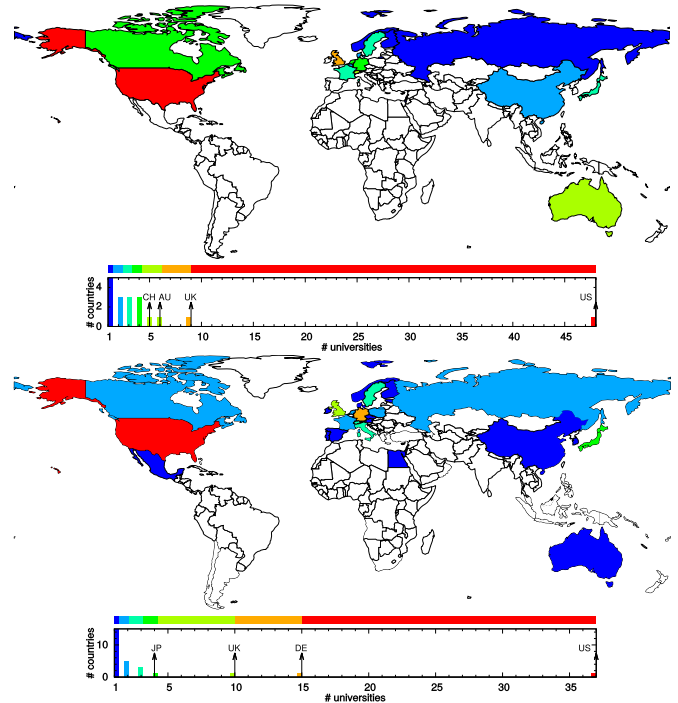 4
2
0
# countries
CH AU UK US
1 5 10 15 20 25 30 35 40 45
# universities
10
0
# countries
JP UK DE US
1 5 10 15 20 25 30 35
# universities